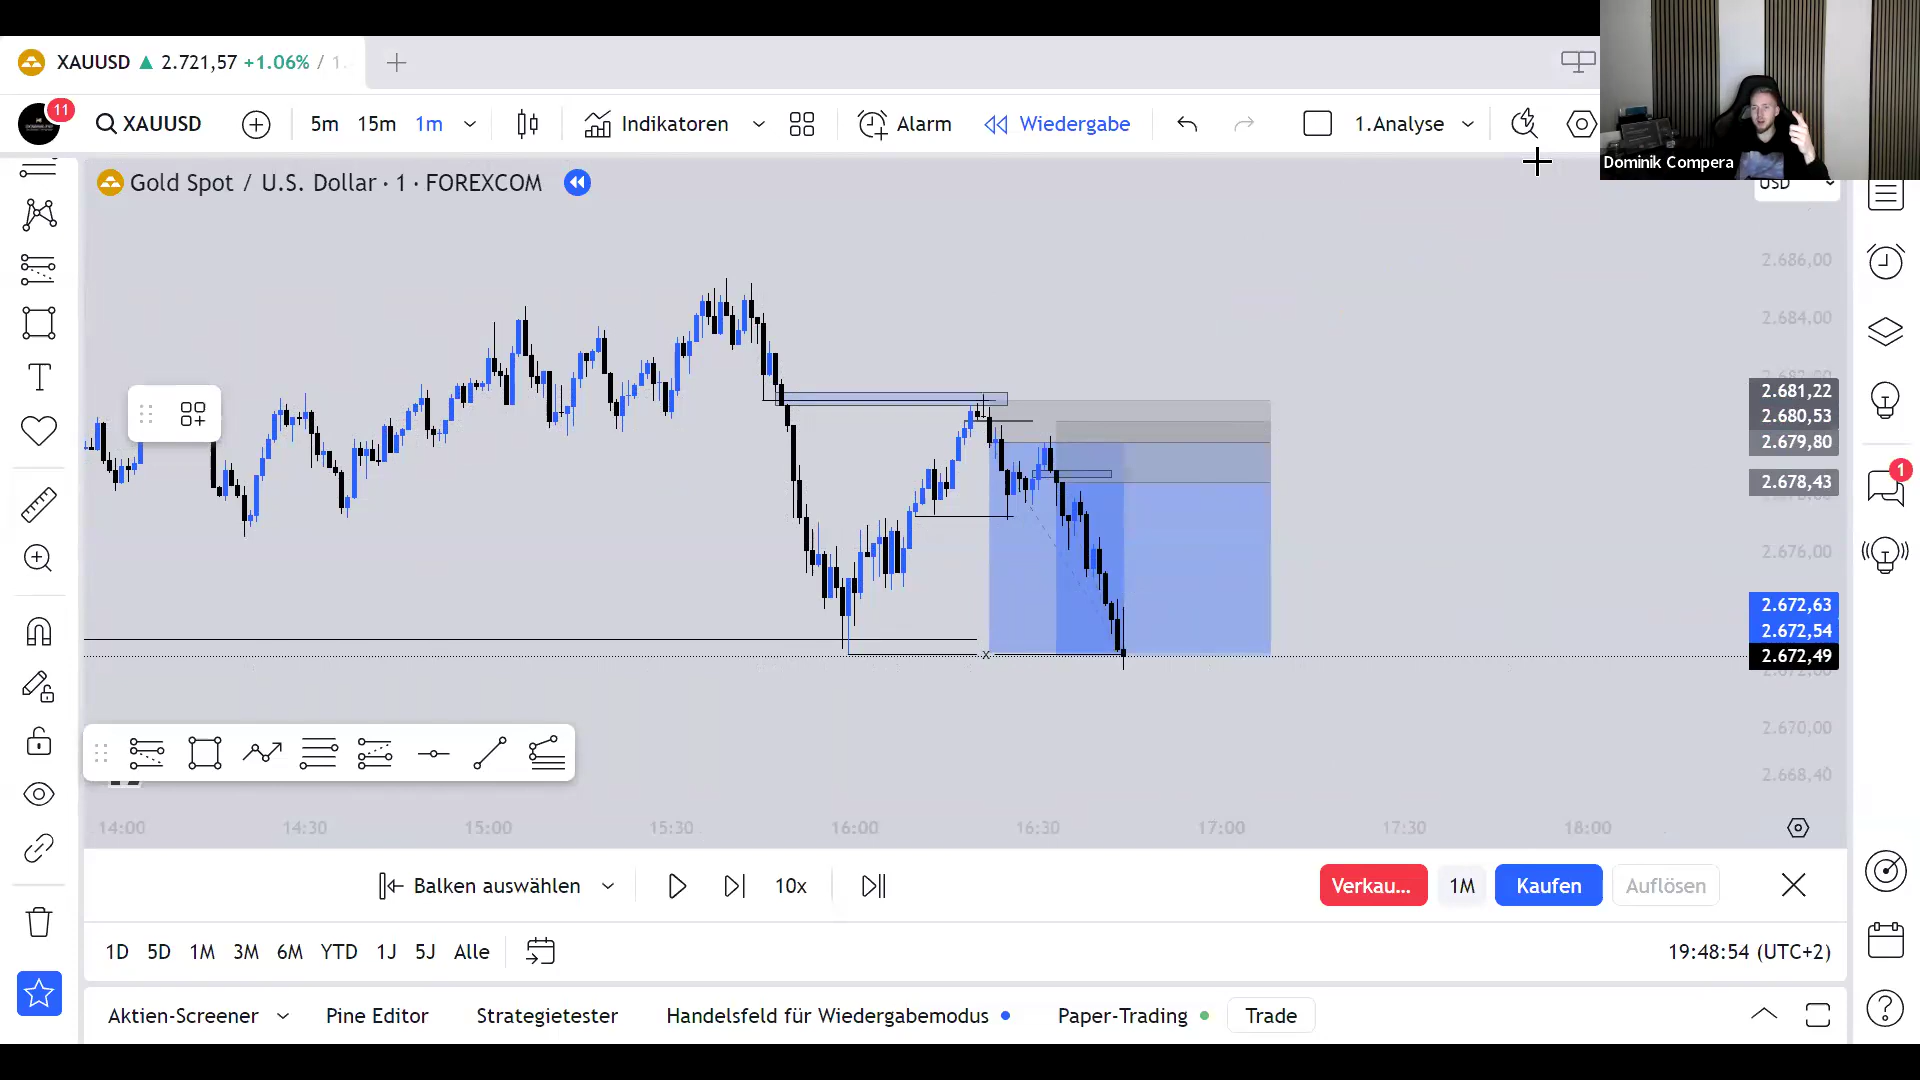 XAUUSD 2.721,57 +1.06% /
11
XAUUSD 5m 15m 1m Indikatoren Alarm Wiedergabe 1.Analyse
Dominik Compera
Gold Spot / U.S. Dollar · 1 · FOREXCOM
USD
2.686,00
2.684,00
2.681,22
2.680,53
2.679,80
2.678,43
2.676,00
2.672,63
2.672,54
2.672,49
2.670,00
2.668,40
x
1
14:00 14:30 15:00 15:30 16:00 16:30 17:00 17:30 18:00
Balken auswählen 10x Verkau... 1M Kaufen Auflösen
1D 5D 1M 3M 6M YTD 1J 5J Alle 19:48:54 (UTC+2)
Aktien-Screener Pine Editor Strategietester Handelsfeld für Wiedergabemodus Paper-Trading Trade